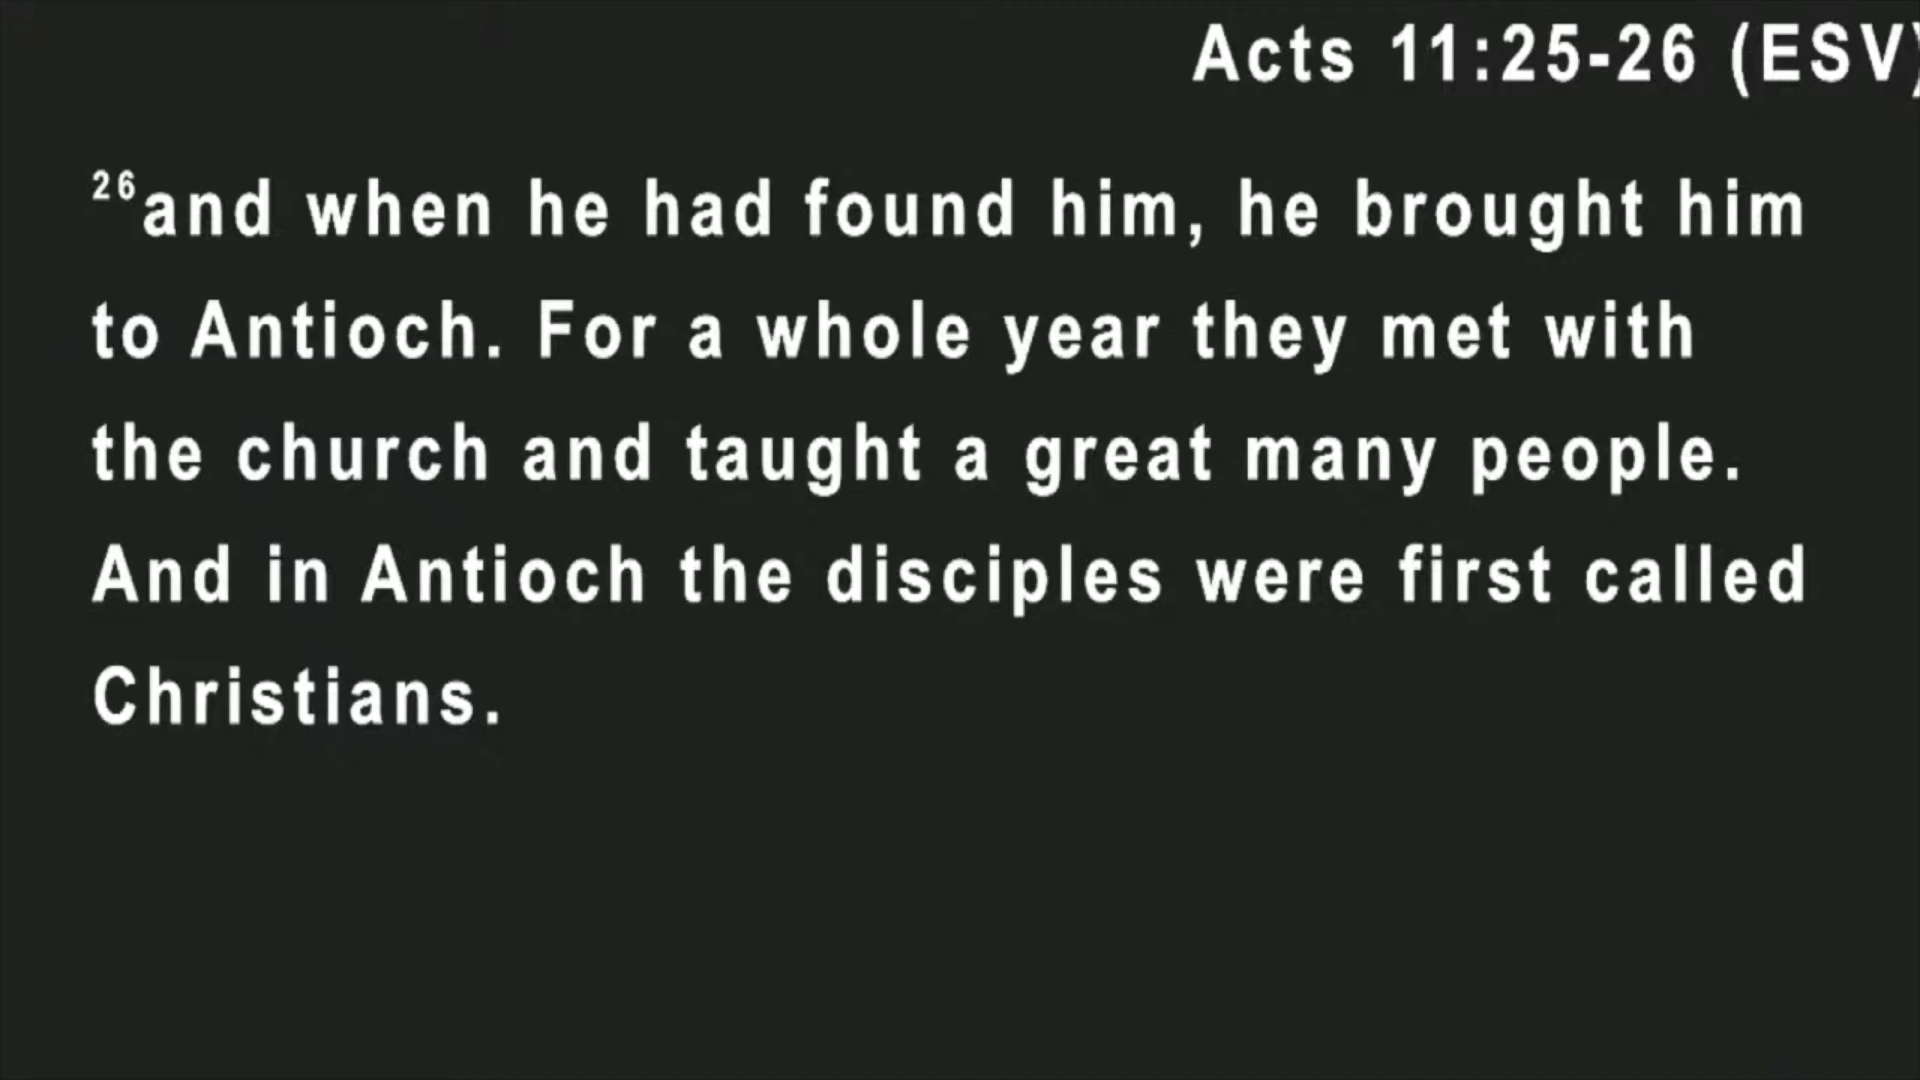 Acts 11:25-26 (ESV)
26and when he had found him, he brought him
to Antioch. For a whole year they met with
the church and taught a great many people.
And in Antioch the disciples were first called
Christians.